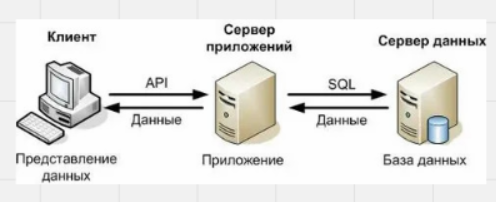 Клиент
Сервер
приложений
Сервер данных
API
Данные
SQL
Данные
Представление
данных
Приложение
База данных